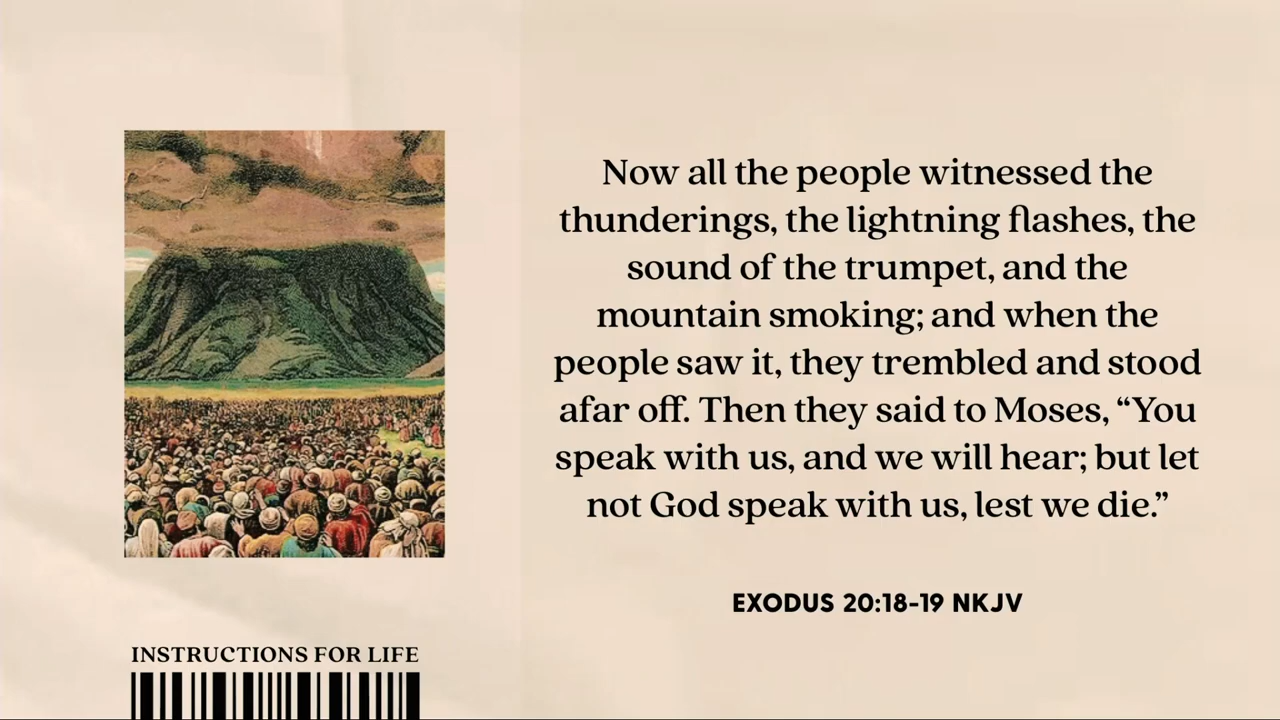 Now all the people witnessed the
thunderings, the lightning flashes, the
sound of the trumpet, and the
mountain smoking; and when the
people saw it, they trembled and stood
afar off. Then they said to Moses, “You
speak with us, and we will hear; but let
not God speak with us, lest we die.”
EXODUS 20:18-19 NKJV
INSTRUCTIONS FOR LIFE